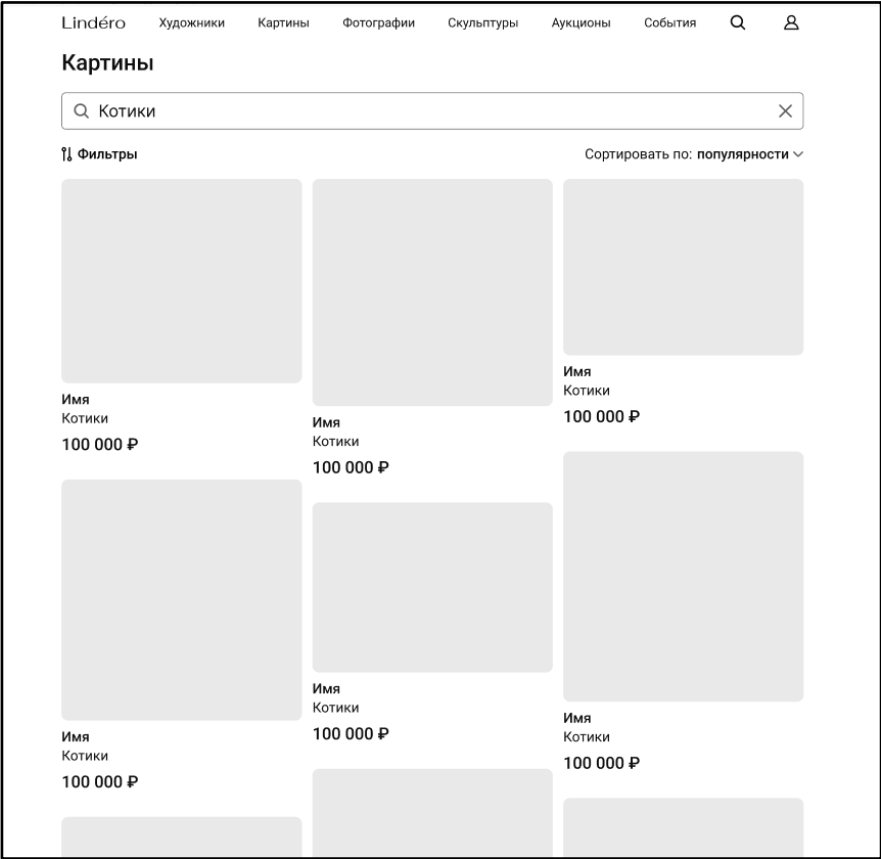 Lindéro Художники Картины Фотографии Скульптуры Аукционы События
Картины
Котики
Фильтры Сортировать по: популярности
Имя
Котики
100 000 ₽
Имя
Котики
100 000 ₽
Имя
Котики
100 000 ₽
Имя
Котики
100 000 ₽
Имя
Котики
100 000 ₽
Имя
Котики
100 000 ₽